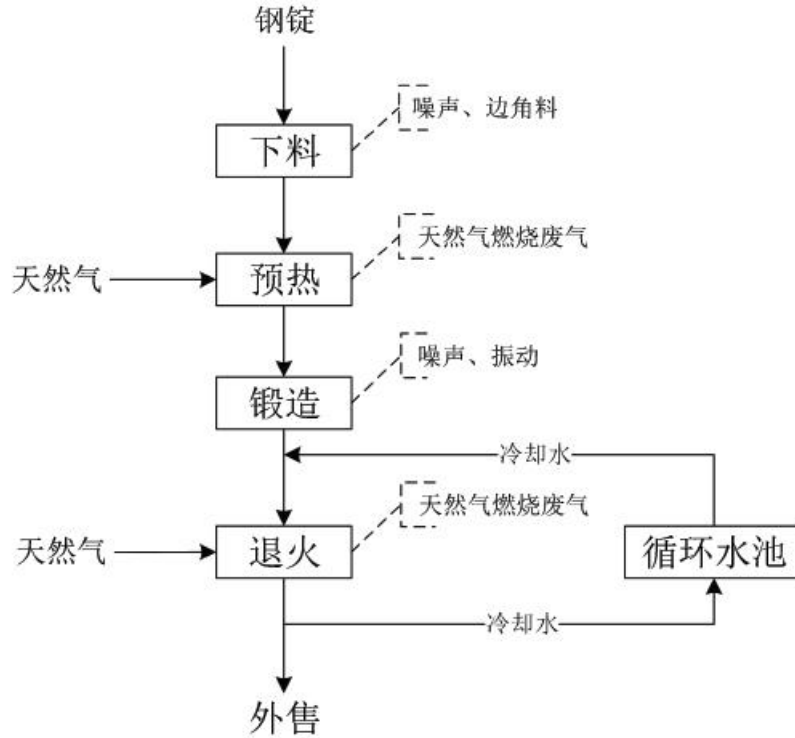 钢锭
噪声、边角料
下料
天然气燃烧废气
天然气
预热
噪声、振动
锻造
冷却水
天然气燃烧废气
天然气
退火
循环水池
冷却水
外售